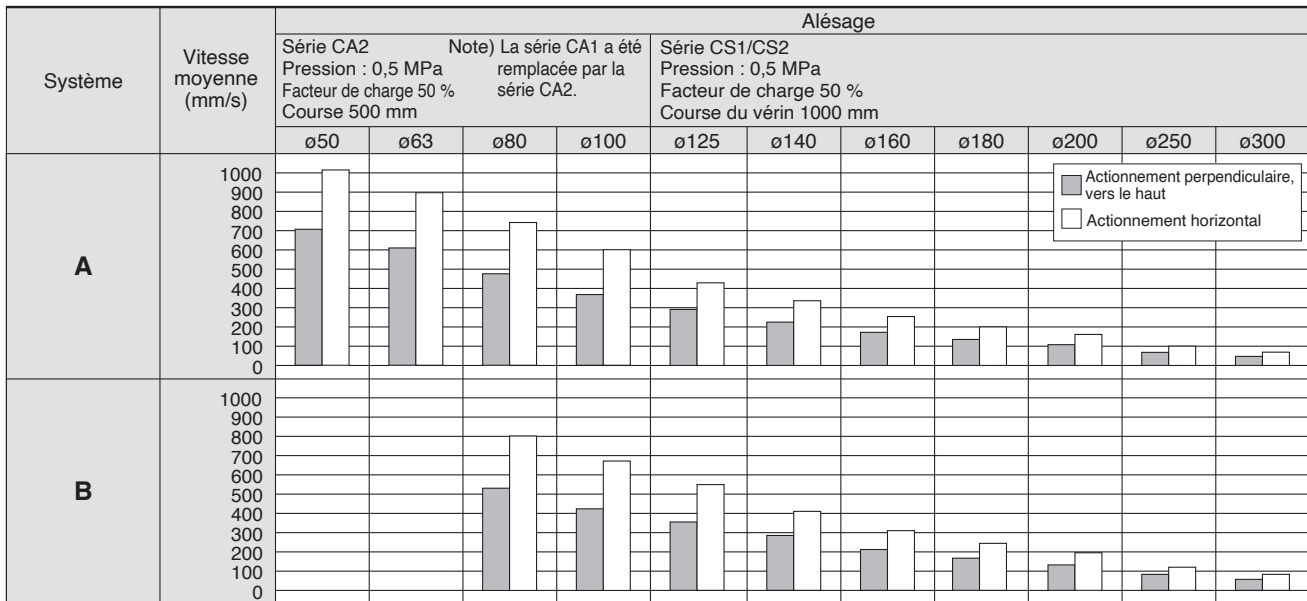 Système
Vitesse
moyenne
(mm/s)
Alésage
Série CA2
Pression : 0,5 MPa
Facteur de charge 50 %
Course 500 mm
Note) La série CA1 a été
remplacée par la
série CA2.
Série CS1/CS2
Pression : 0,5 MPa
Facteur de charge 50 %
Course du vérin 1000 mm
ø50 ø63 ø80 ø100 ø125 ø140 ø160 ø180 ø200 ø250 ø300
A
1000
900
800
700
600
500
400
300
200
100
0
Actionnement perpendiculaire,
vers le haut
Actionnement horizontal
B
1000
900
800
700
600
500
400
300
200
100
0